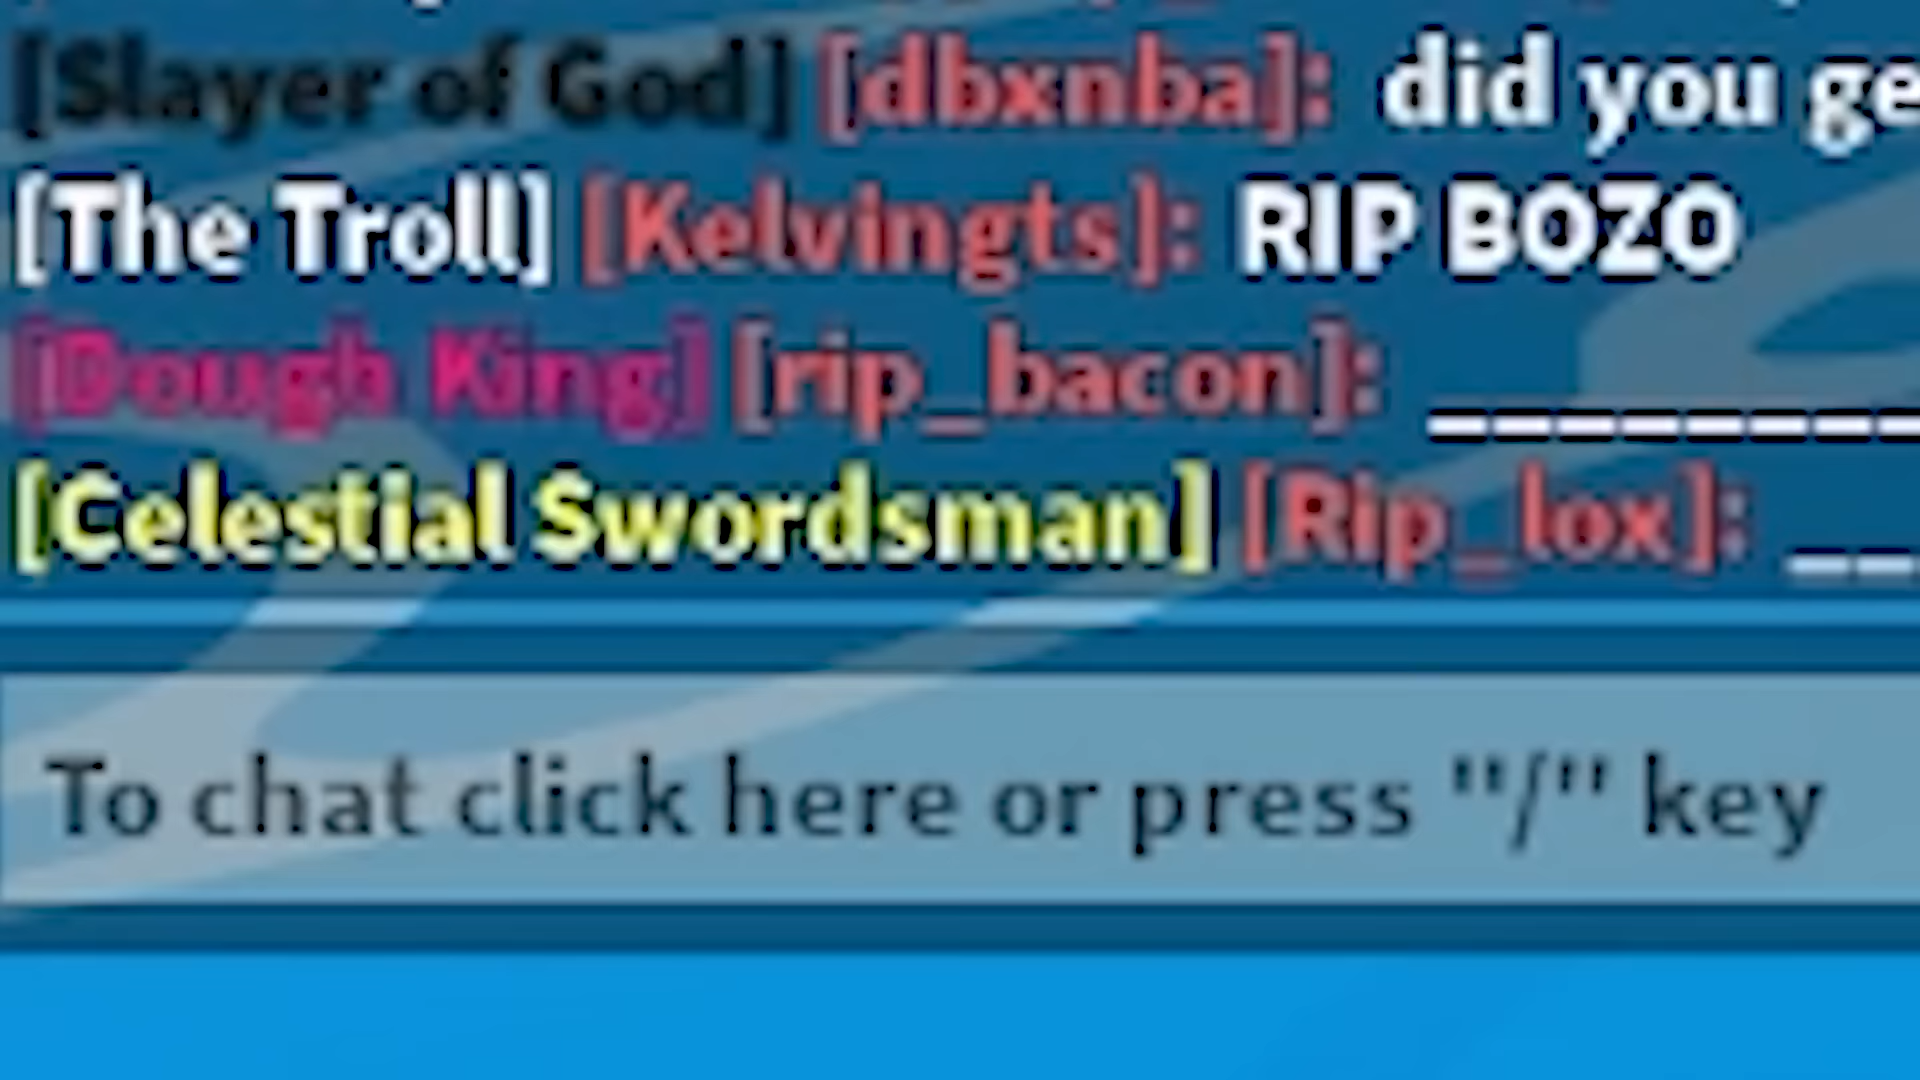 [Slayer of God] [dbxnba]: did you ge
[The Troll] [Kelvingts]: RIP BOZO
[Dough King] [rip_bacon]: ________
[Celestial Swordsman] [Rip_lox]: __
To chat click here or press "/" key